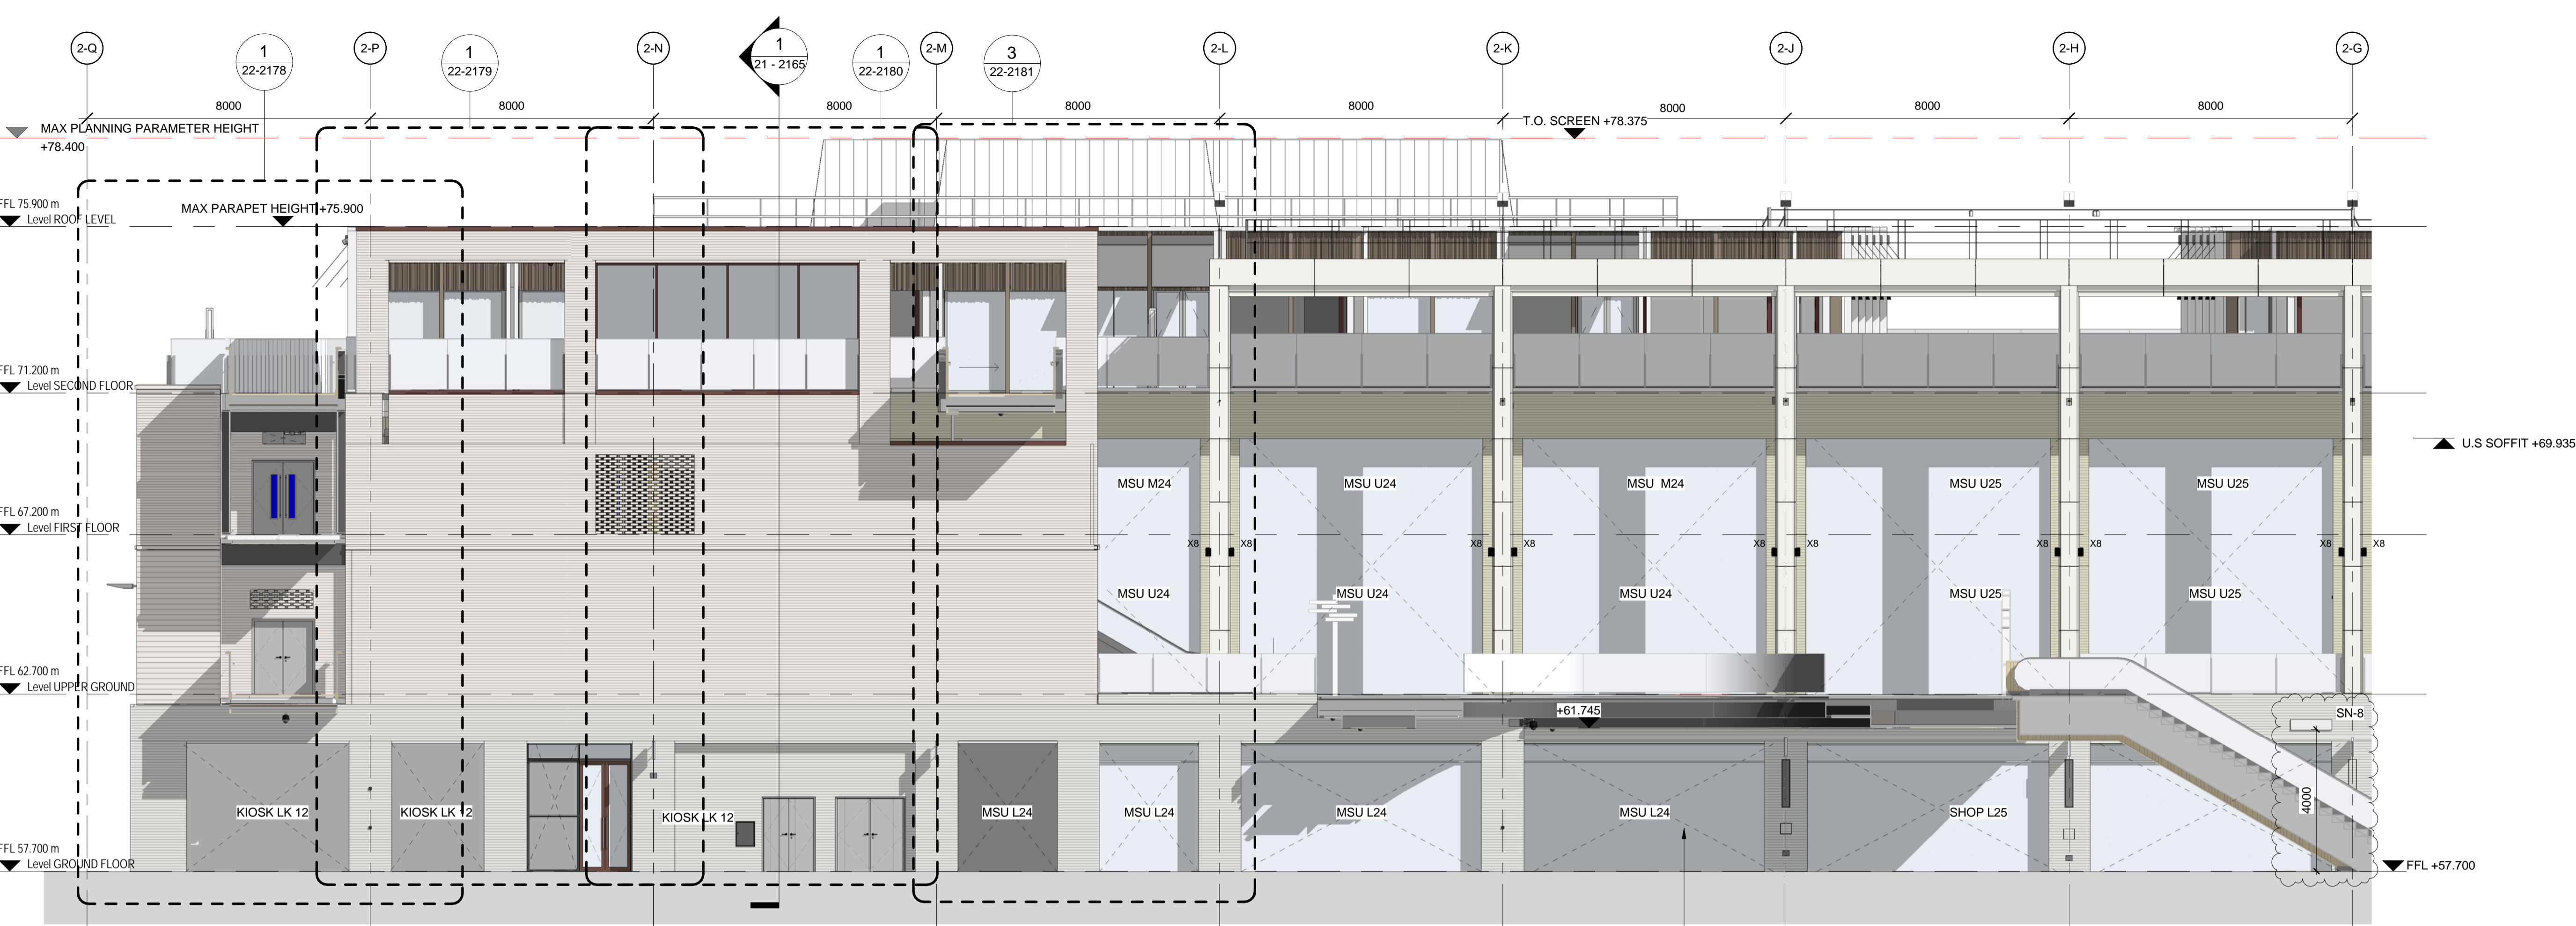 2-Q
1
22-2178
2-P
1
22-2179
2-N
1
21 - 2165
1
22-2180
2-M
3
22-2181
2-L
2-K
2-J
2-H
2-G
8000
8000
8000
8000
8000
8000
8000
8000
MAX PLANNING PARAMETER HEIGHT
+78.400
T.O. SCREEN +78.375
FFL 75.900 m
Level ROOF LEVEL
MAX PARAPET HEIGHT +75.900
FFL 71.200 m
Level SECOND FLOOR
U.S SOFFIT +69.935
MSU M24
MSU U24
MSU M24
MSU U25
MSU U25
FFL 67.200 m
Level FIRST FLOOR
X8
X8
X8
X8
X8
X8
X8
X8
X8
X8
MSU U24
MSU U24
MSU U24
MSU U25
MSU U25
FFL 62.700 m
Level UPPER GROUND
+61.745
SN-8
4000
KIOSK LK 12
KIOSK LK 12
KIOSK LK 12
MSU L24
MSU L24
MSU L24
MSU L24
SHOP L25
FFL 57.700 m
Level GROUND FLOOR
FFL +57.700